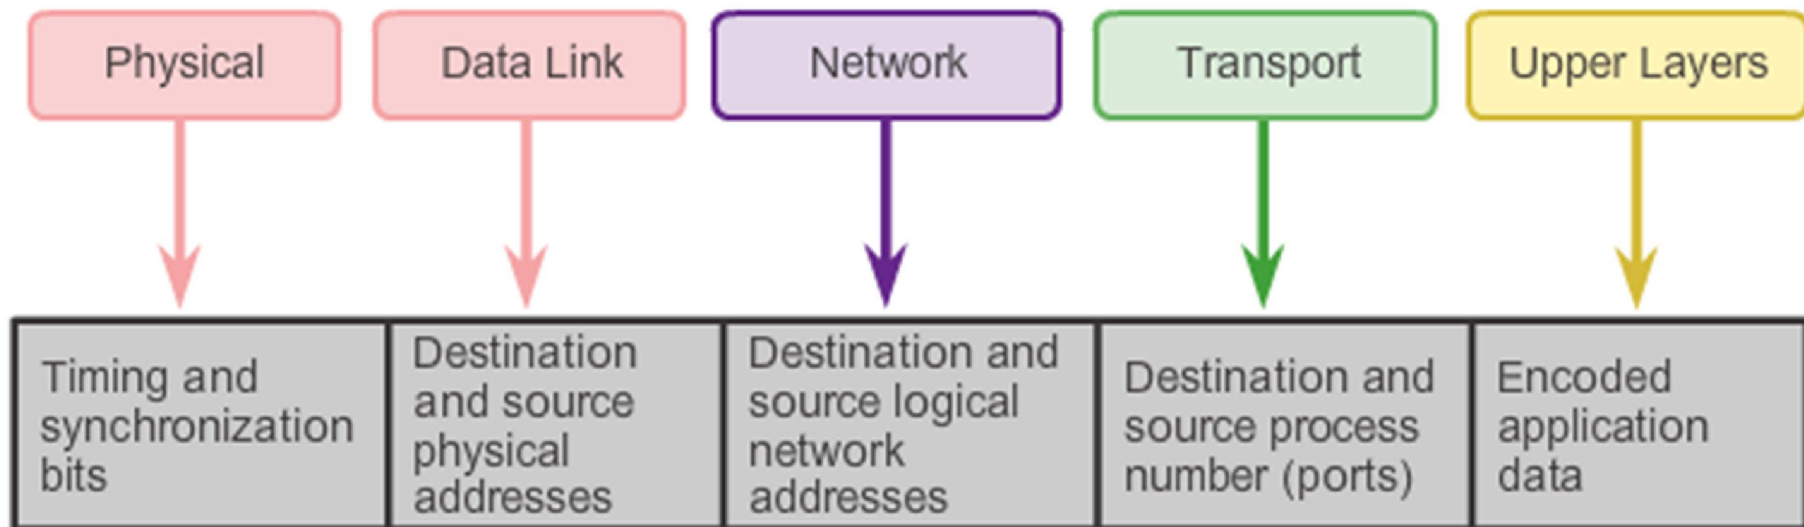 Physical
Data Link
Network
Transport
Upper Layers
Timing and
synchronization
bits
Destination
and source
physical
addresses
Destination and
source logical
network
addresses
Destination and
source process
number (ports)
Encoded
application
data